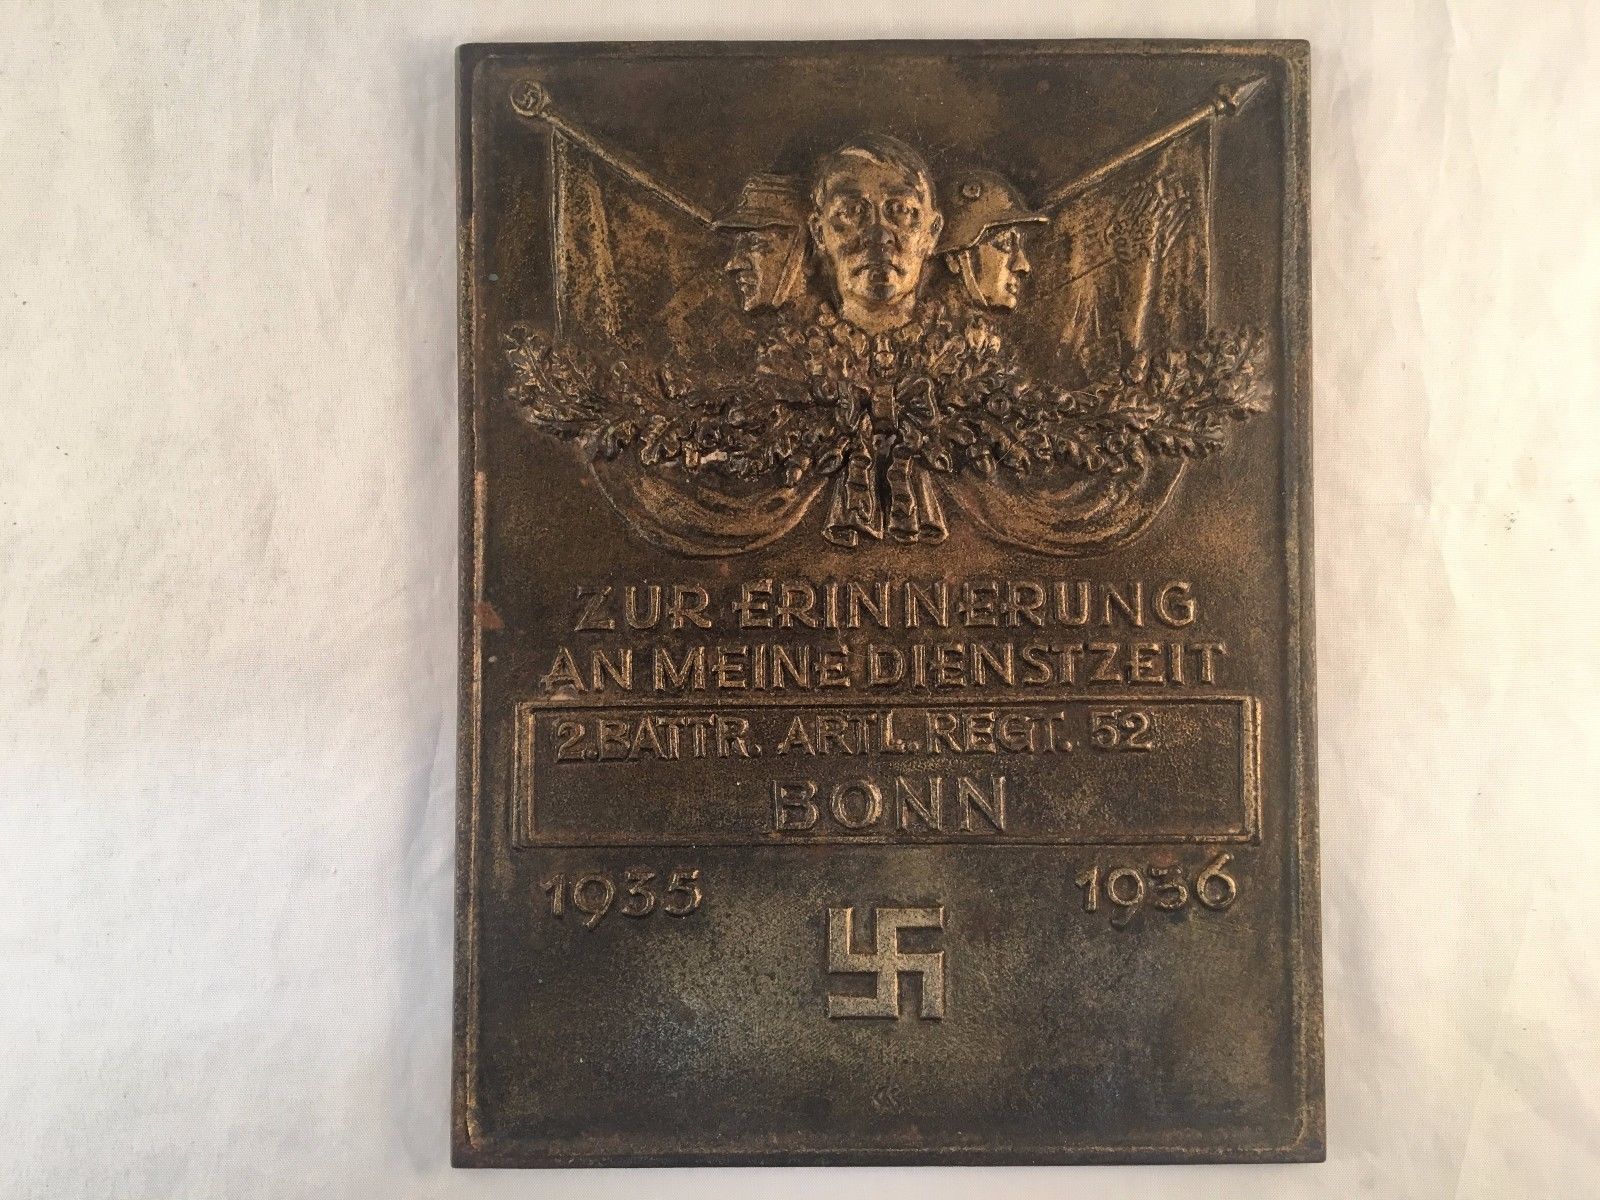 ZUR ERINNERUNG
AN MEINE DIENSTZEIT
2.BATTR. ARTL.REGT. 52
BONN
1935 1936